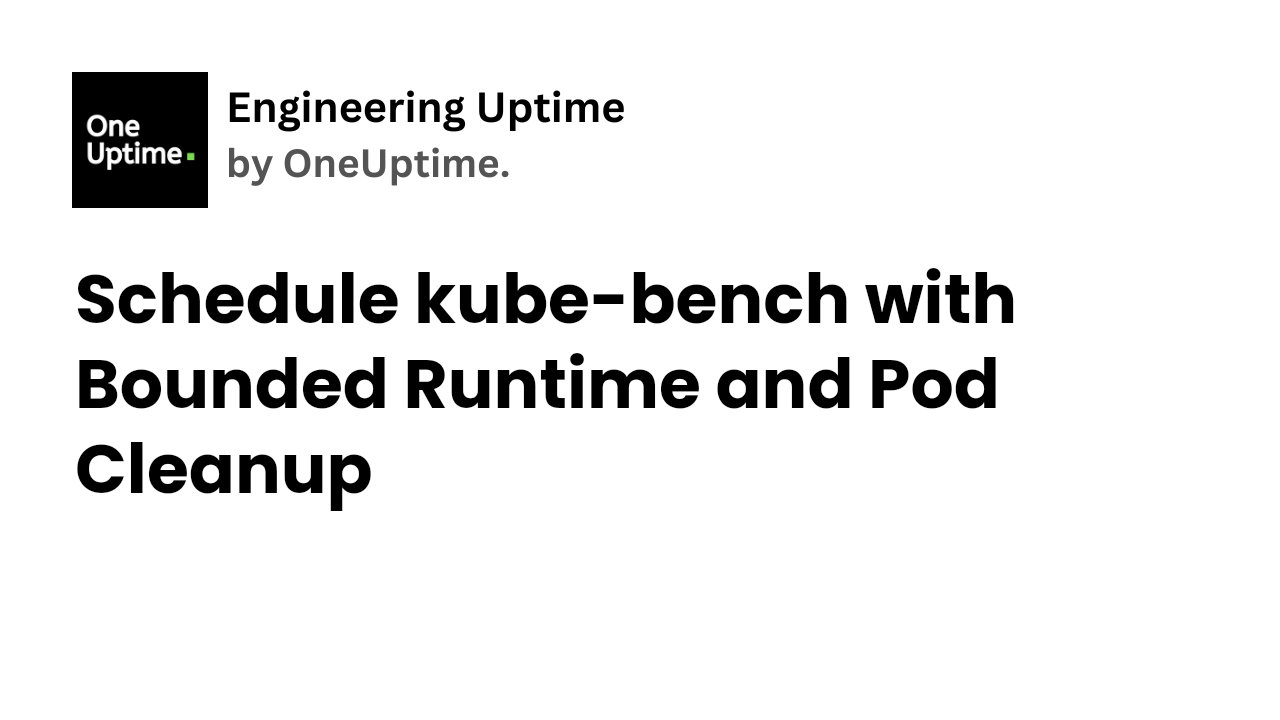 One
Uptime
Engineering Uptime
by OneUptime.
Schedule kube-bench with
Bounded Runtime and Pod
Cleanup